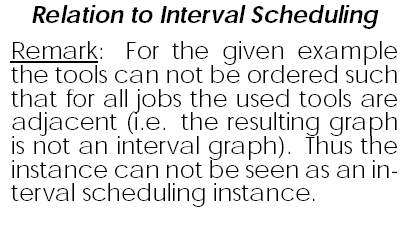 Relation to Interval Scheduling
Remark: For the given example
the tools can not be ordered such
that for all jobs the used tools are
adjacent (i.e. the resulting graph
is not an interval graph). Thus the
instance can not be seen as an in-
terval scheduling instance.